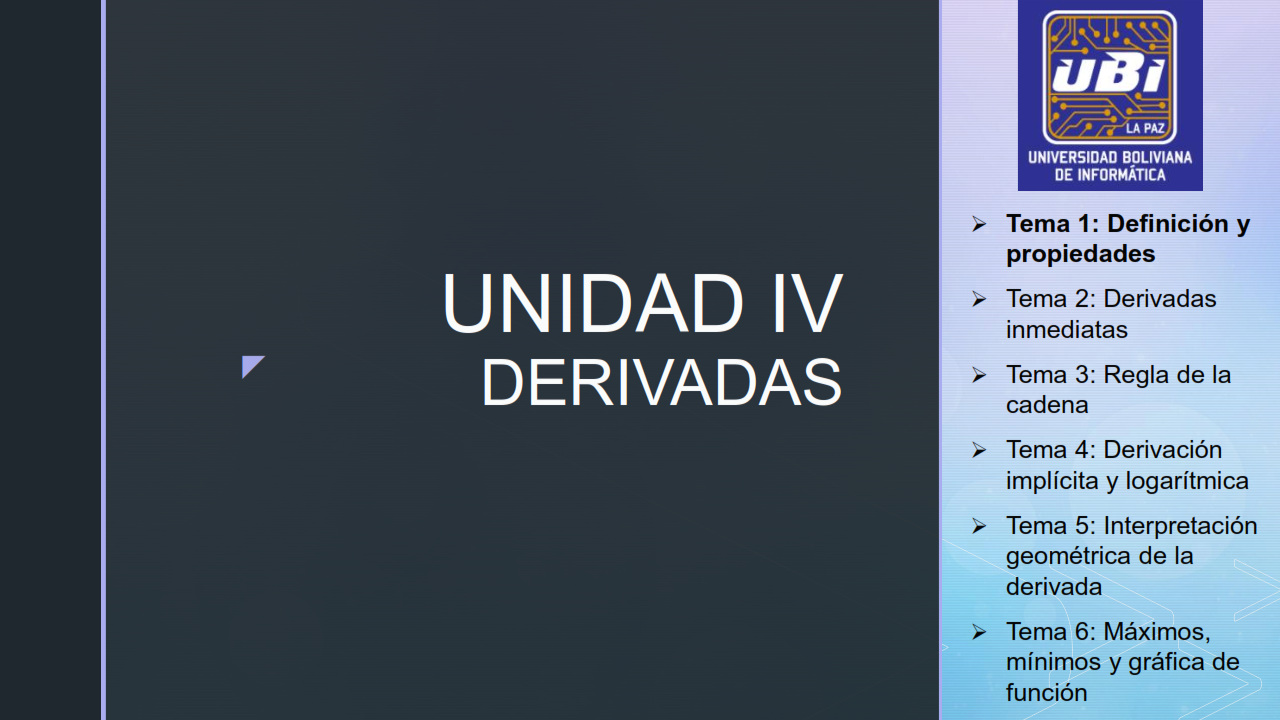 UNIDAD IV
DERIVADAS
UBI
LA PAZ
UNIVERSIDAD BOLIVIANA
DE INFORMÁTICA
Tema 1: Definición y
propiedades
Tema 2: Derivadas
inmediatas
Tema 3: Regla de la
cadena
Tema 4: Derivación
implícita y logarítmica
Tema 5: Interpretación
geométrica de la
derivada
Tema 6: Máximos,
mínimos y gráfica de
función